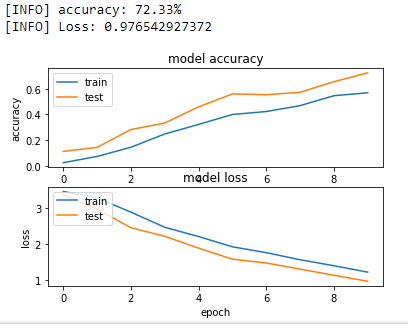 [INFO] accuracy: 72.33%
[INFO] Loss: 0.976542927372
model accuracy
train
test
accuracy
0.6
0.4
0.2
0.0
0 2 4 6 8
model loss
train
test
loss
3
2
1
0 2 4 6 8
epoch